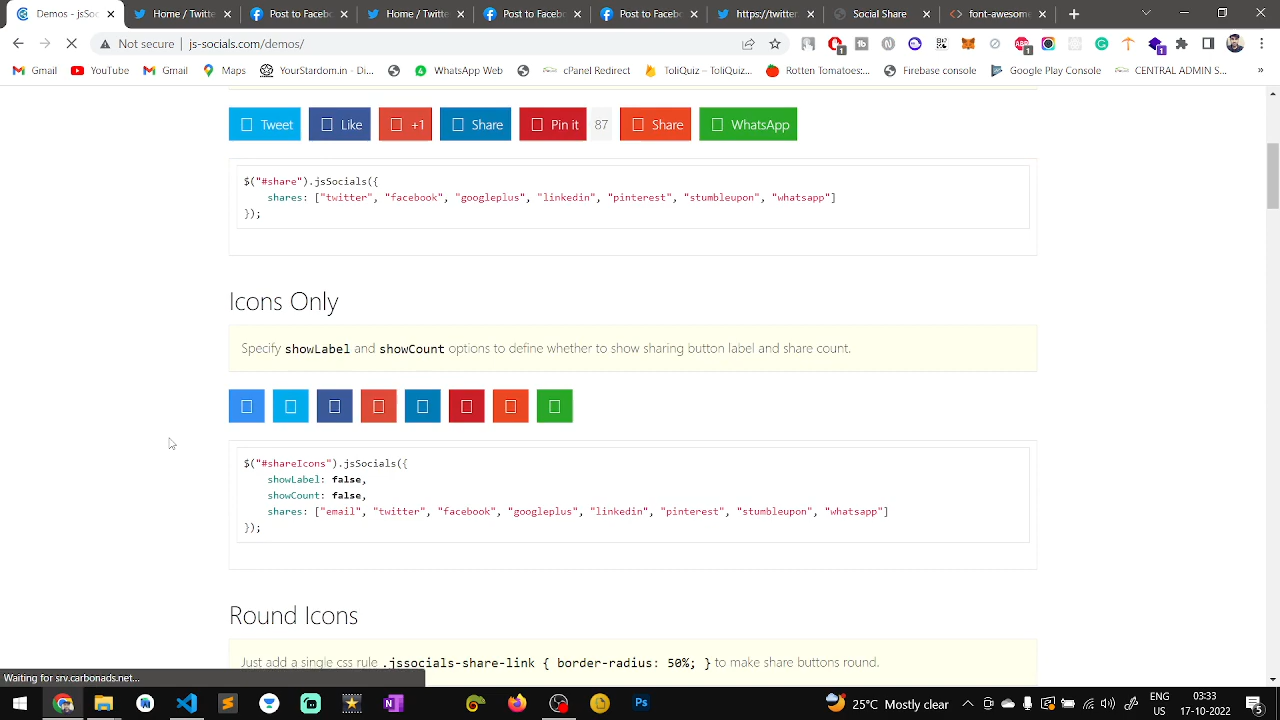 Demos - jsSoc
Home / Twitte
Post to Faceb
Home / Twitte
Post to Faceb
Post to Faceb
https://twitter
Social Share
font-awesome
Not secure | js-socials.com/demos/
Gmail
YouTube
Gmail
Maps
YourStardomin - Di...
WhatsApp Web
cPanel Redirect
ToliQuiz – ToliQuiz...
Rotten Tomatoes...
Firebase console
Google Play Console
CENTRAL ADMIN S...
Tweet
Like
+1
Share
Pin it
87
Share
WhatsApp
$("#share").jsSocials({
shares: ["twitter", "facebook", "googleplus", "linkedin", "pinterest", "stumbleupon", "whatsapp"]
});
Icons Only
Specify showLabel and showCount options to define whether to show sharing button label and share count.
$("#shareIcons").jsSocials({
showLabel: false,
showCount: false,
shares: ["email", "twitter", "facebook", "googleplus", "linkedin", "pinterest", "stumbleupon", "whatsapp"]
});
Round Icons
Just add a single css rule .jssocials-share-link { border-radius: 50%; } to make share buttons round.
Waiting for srv.carbonads.net...
25°C Mostly clear
ENG
US
03:33
17-10-2022
5